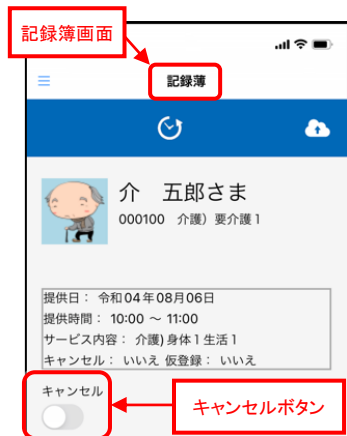 記録簿画面
記録薄
介　五郎さま
000100　介護）要介護１
提供日： 令和04年08月06日
提供時間： 10:00 ～ 11:00
サービス内容： 介護)身体１生活１
キャンセル： いいえ 仮登録： いいえ
キャンセル
キャンセルボタン